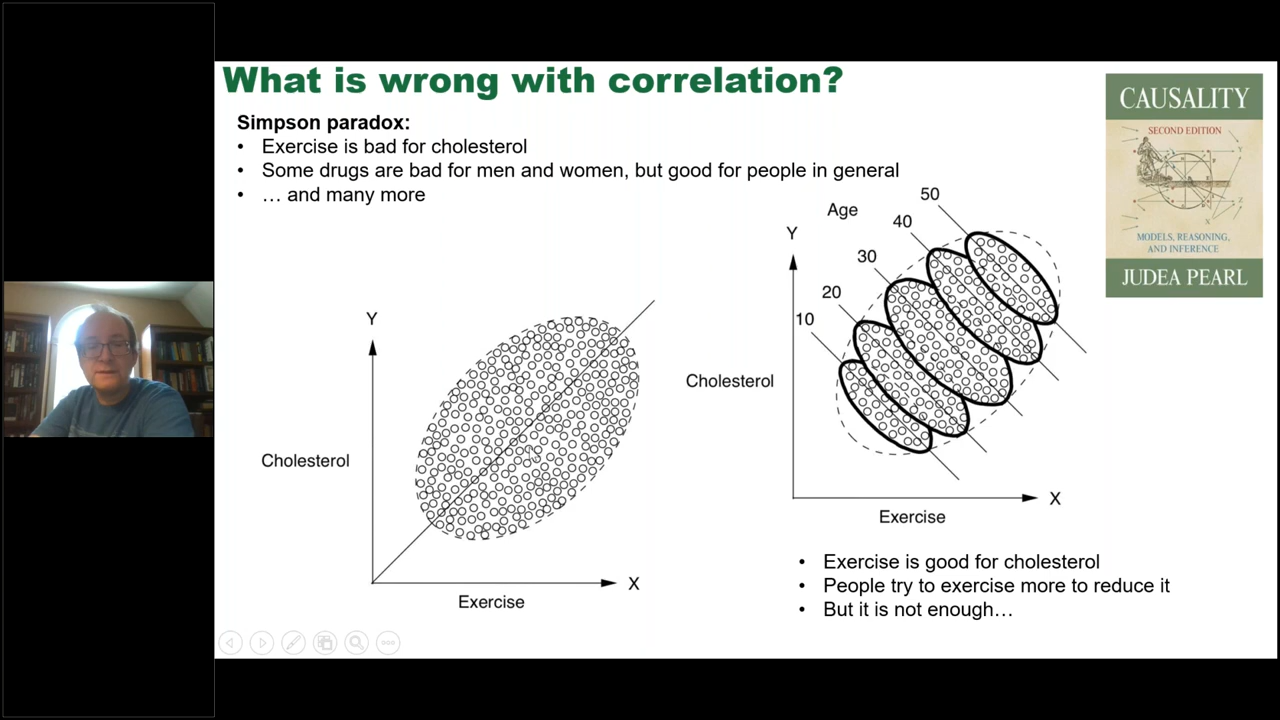 What is wrong with correlation?
Simpson paradox:
• Exercise is bad for cholesterol
• Some drugs are bad for men and women, but good for people in general
• … and many more
CAUSALITY
SECOND EDITION
MODELS, REASONING,
AND INFERENCE
JUDEA PEARL
Y
Cholesterol
X
Exercise
Age
50
40
30
20
10
Y
Cholesterol
X
Exercise
• Exercise is good for cholesterol
• People try to exercise more to reduce it
• But it is not enough…